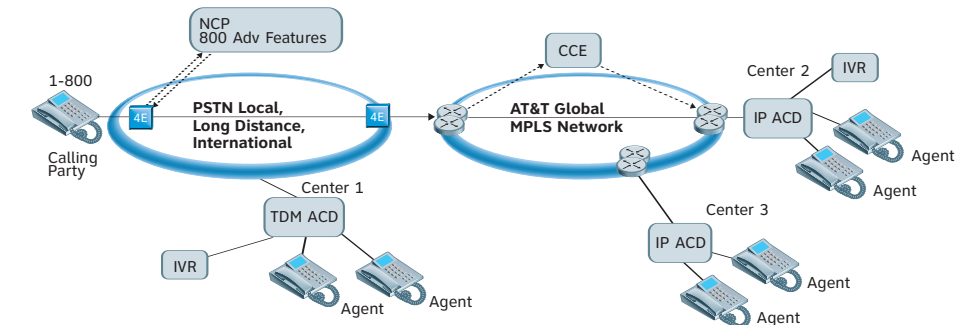 NCP
800 Adv Features
1-800
4E
PSTN Local,
Long Distance,
International
4E
Calling
Party
CCE
AT&T Global
MPLS Network
Center 2
IVR
IP ACD
Agent
Agent
Center 1
TDM ACD
IVR
Agent
Agent
Center 3
IP ACD
Agent
Agent